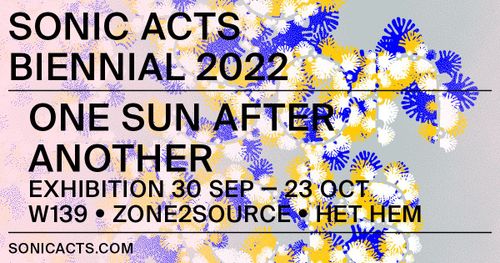 SONIC ACTS
BIENNIAL 2022
ONE SUN AFTER
ANOTHER
EXHIBITION 30 SEP – 23 OCT
W139 • ZONE2SOURCE • HET HEM
SONICACTS.COM